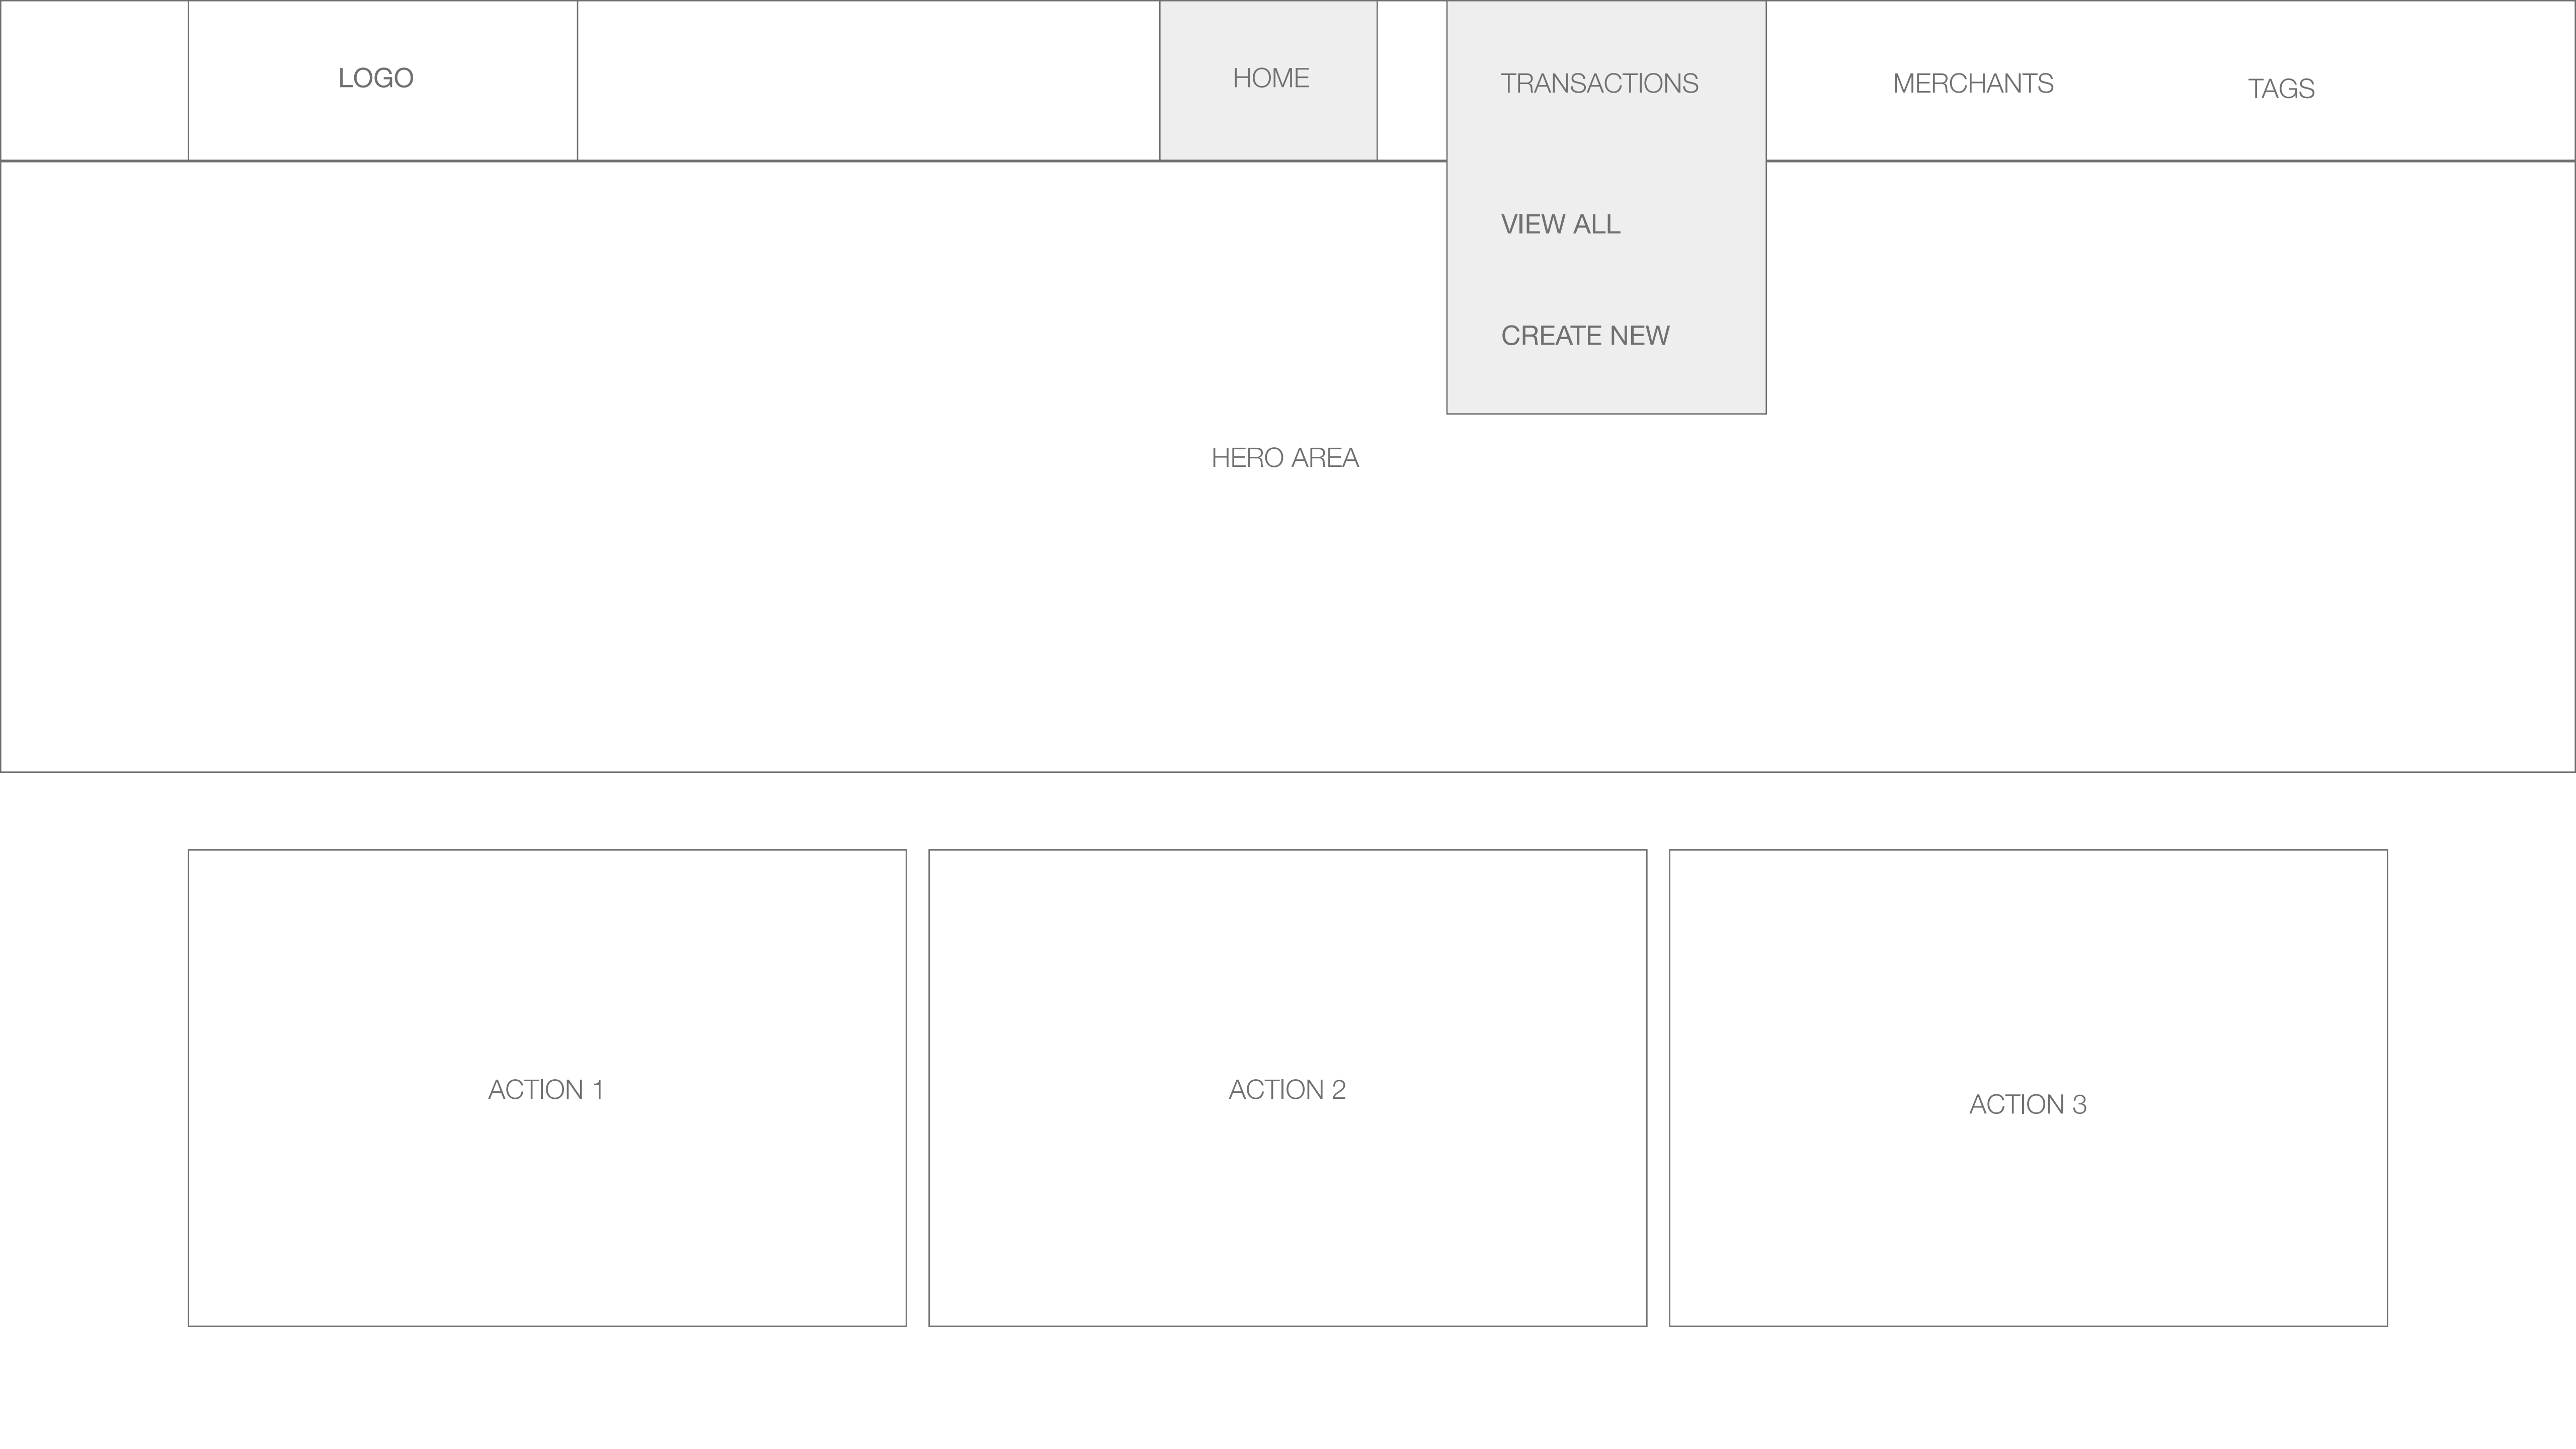 LOGO
HOME
TRANSACTIONS
MERCHANTS
TAGS
VIEW ALL
CREATE NEW
HERO AREA
ACTION 1
ACTION 2
ACTION 3